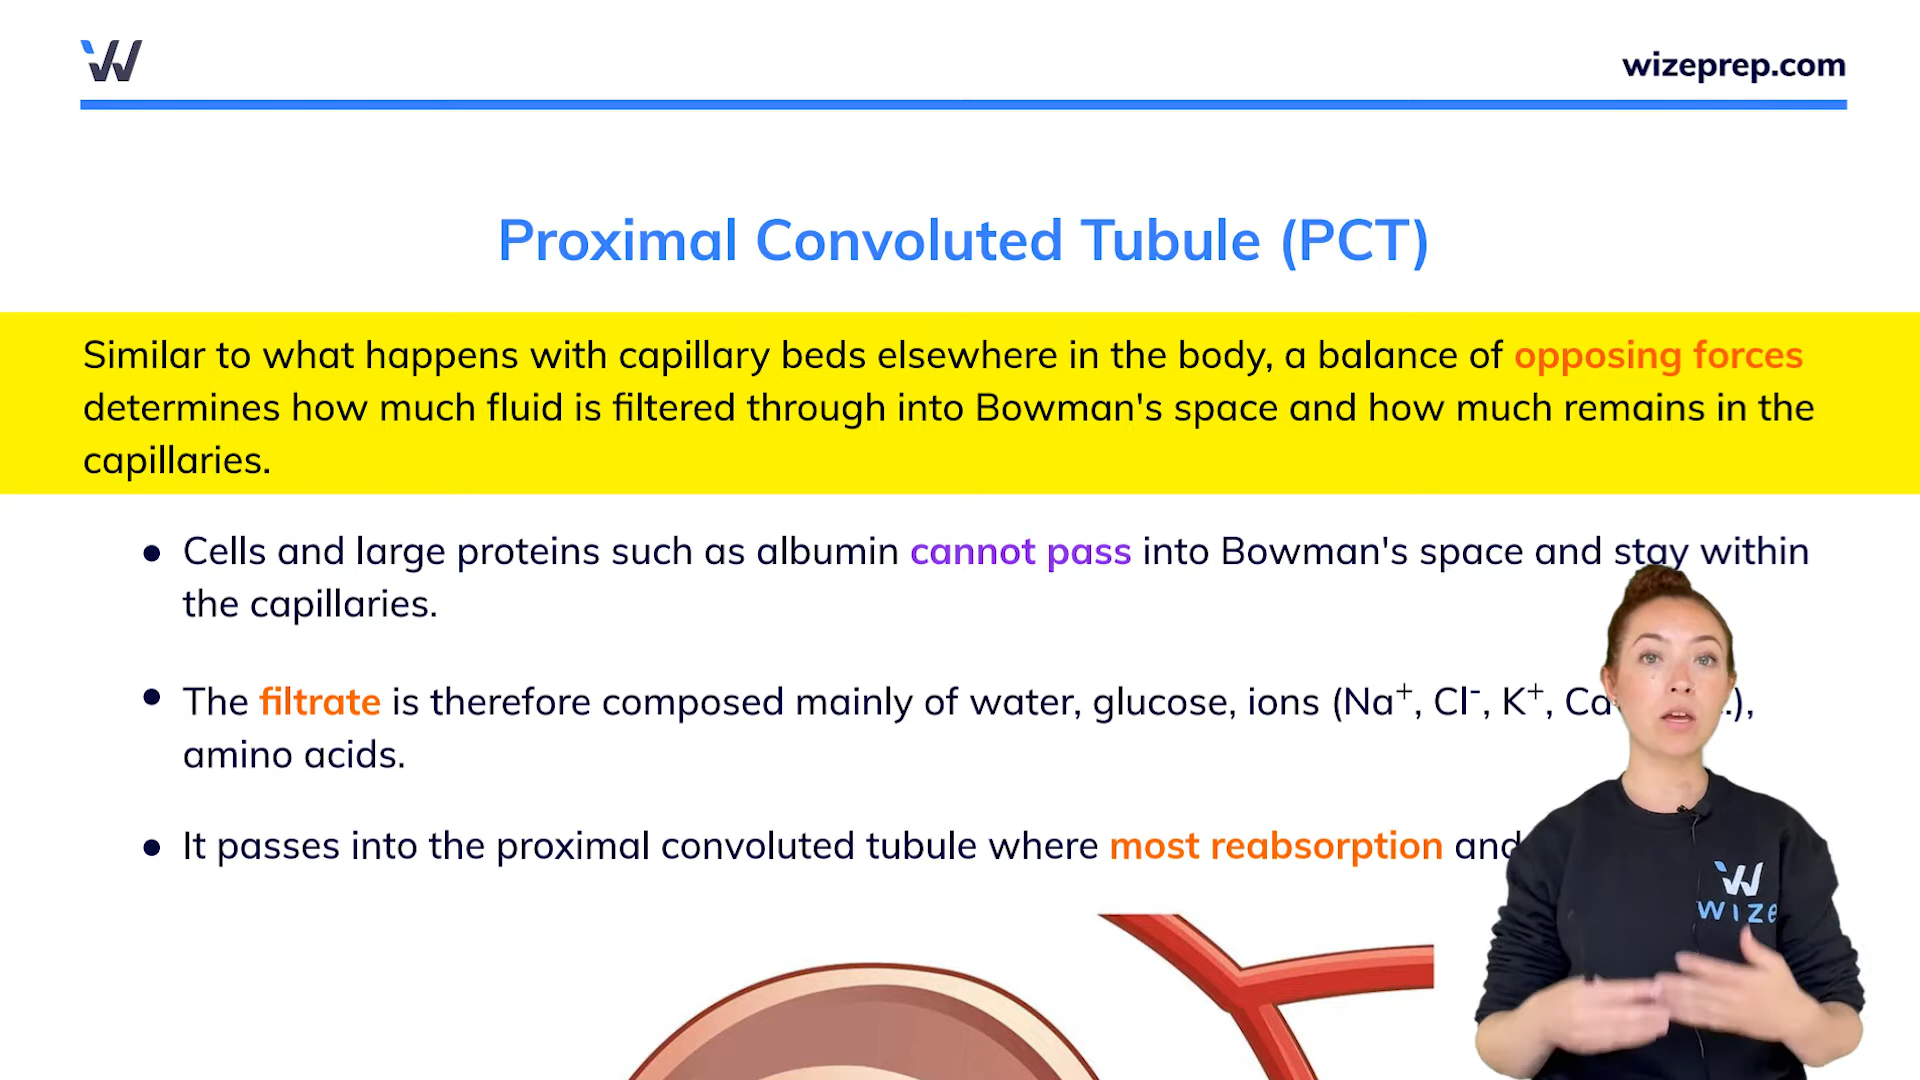 wizeprep.com
Proximal Convoluted Tubule (PCT)
Similar to what happens with capillary beds elsewhere in the body, a balance of opposing forces
determines how much fluid is filtered through into Bowman's space and how much remains in the
capillaries.
• Cells and large proteins such as albumin cannot pass into Bowman's space and stay within
the capillaries.
• The filtrate is therefore composed mainly of water, glucose, ions (Na⁺, Cl⁻, K⁺, Ca ),
amino acids.
• It passes into the proximal convoluted tubule where most reabsorption and
wize